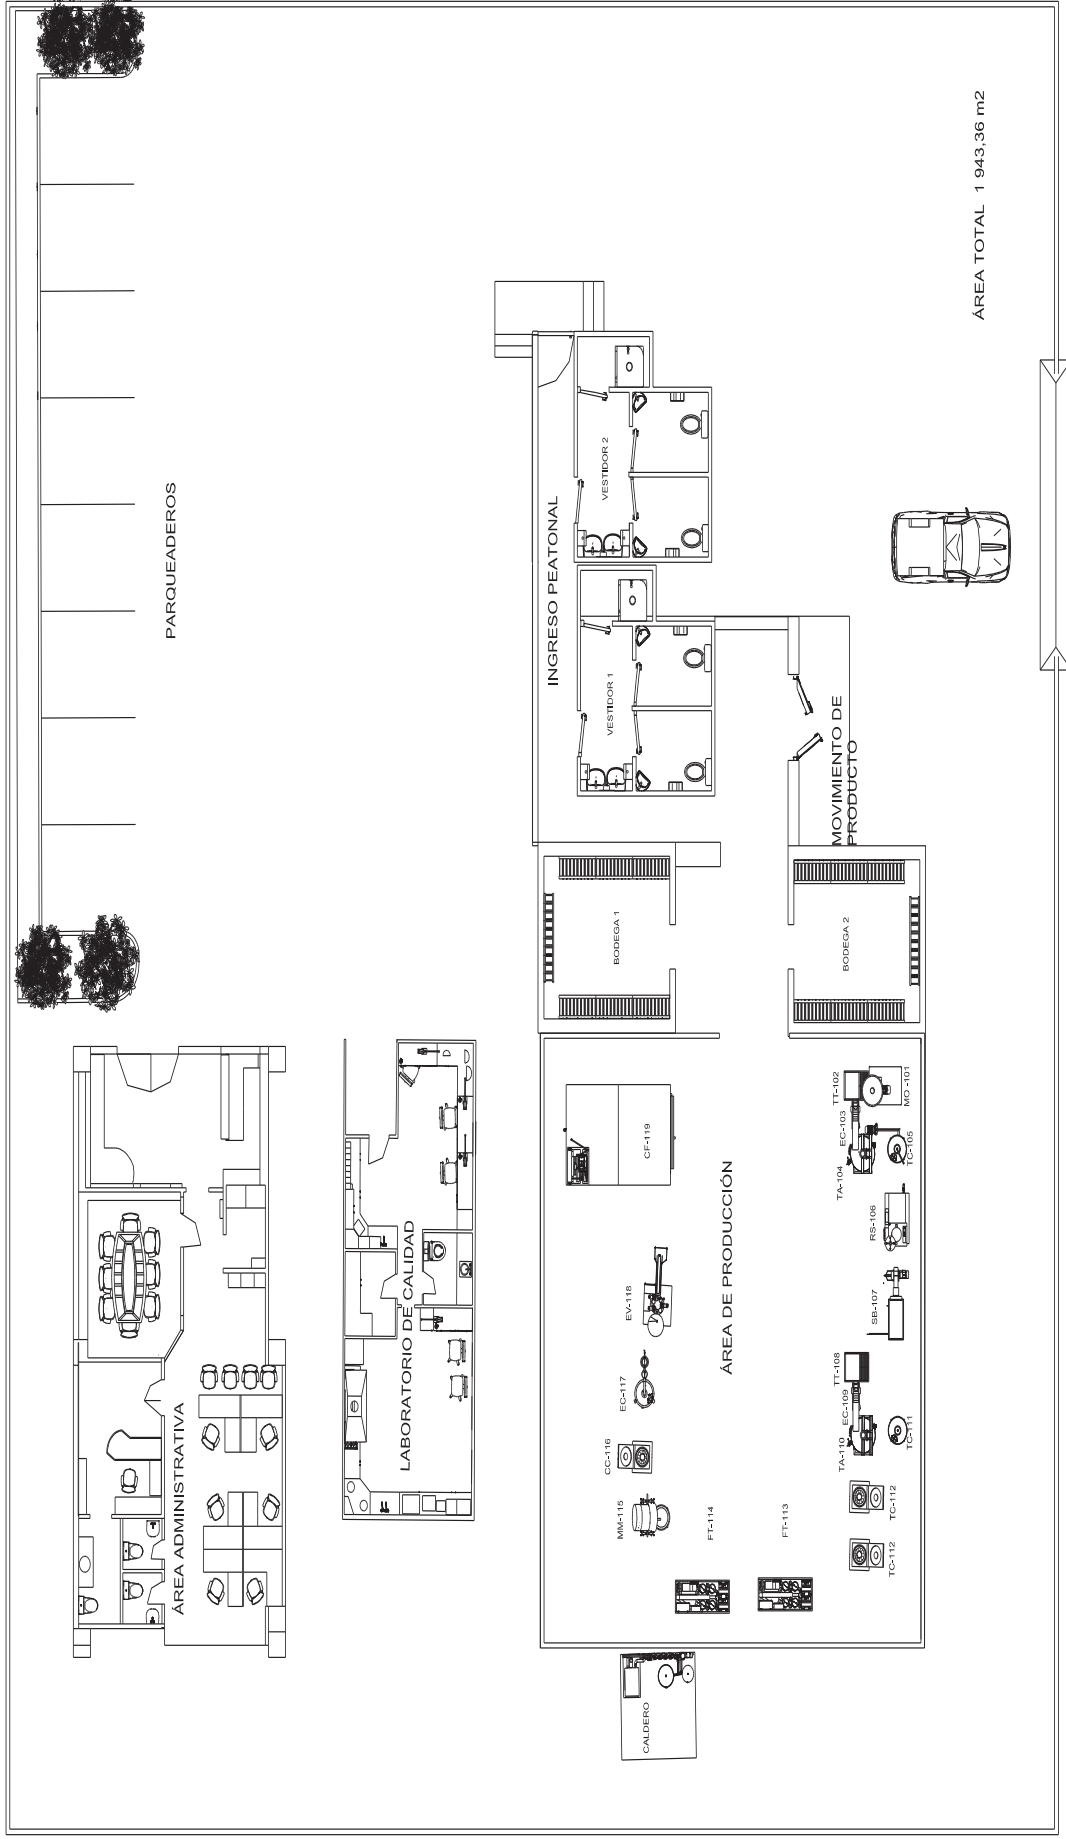 PARQUEADEROS
ÁREA TOTAL 1 943,36 m2
INGRESO PEATONAL
VESTIDOR 2
VESTIDOR 1
MOVIMIENTO DE
PRODUCTO
BODEGA 1
BODEGA 2
ÁREA ADMINISTRATIVA
LABORATORIO DE CALIDAD
ÁREA DE PRODUCCIÓN
CF-119
EV-118
EC-117
CC-116
MM-115
FT-114
FT-113
TT-102
MO -101
EC-103
TA-104
TC-105
RS-106
SB-107
TT-108
EC-109
TA-110
TC-111
TC-112
TC-112
CALDERO